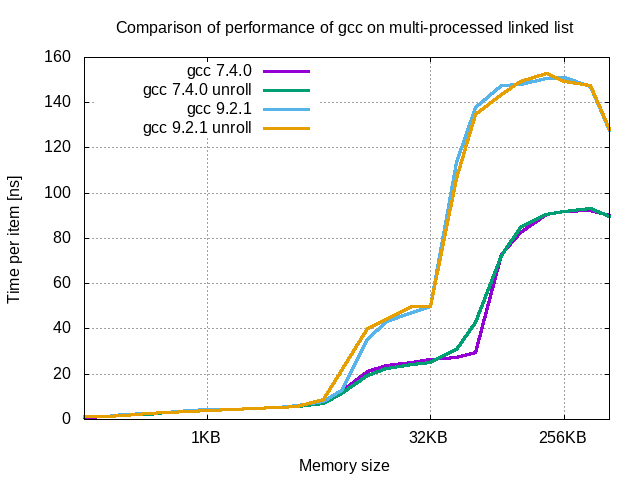 Comparison of performance of gcc on multi-processed linked list
160
140
120
100
80
60
40
20
0
Time per item [ns]
gcc 7.4.0
gcc 7.4.0 unroll
gcc 9.2.1
gcc 9.2.1 unroll
1KB 32KB 256KB
Memory size